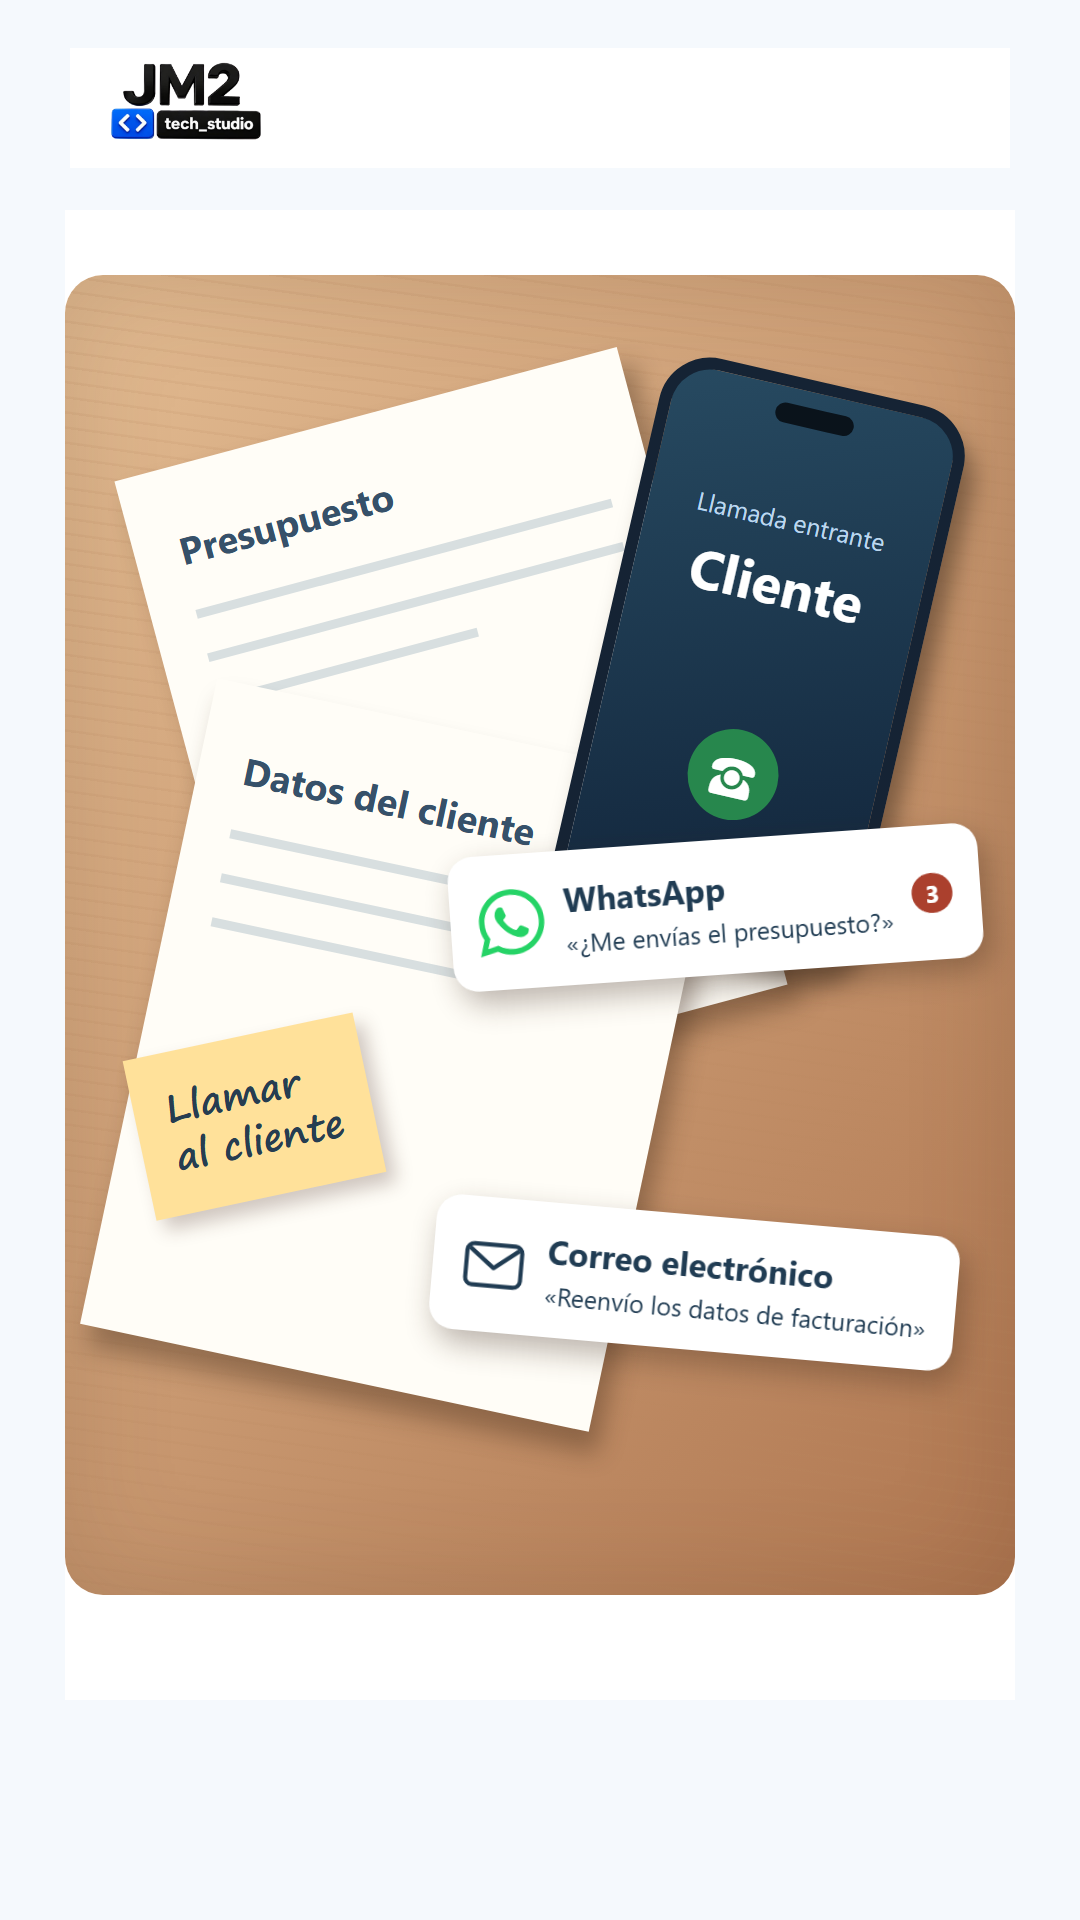 JM2
<> tech_studio
Presupuesto
Llamada entrante
Cliente
Datos del cliente
WhatsApp
3
«¿Me envías el presupuesto?»
Llamar
al cliente
Correo electrónico
«Reenvío los datos de facturación»